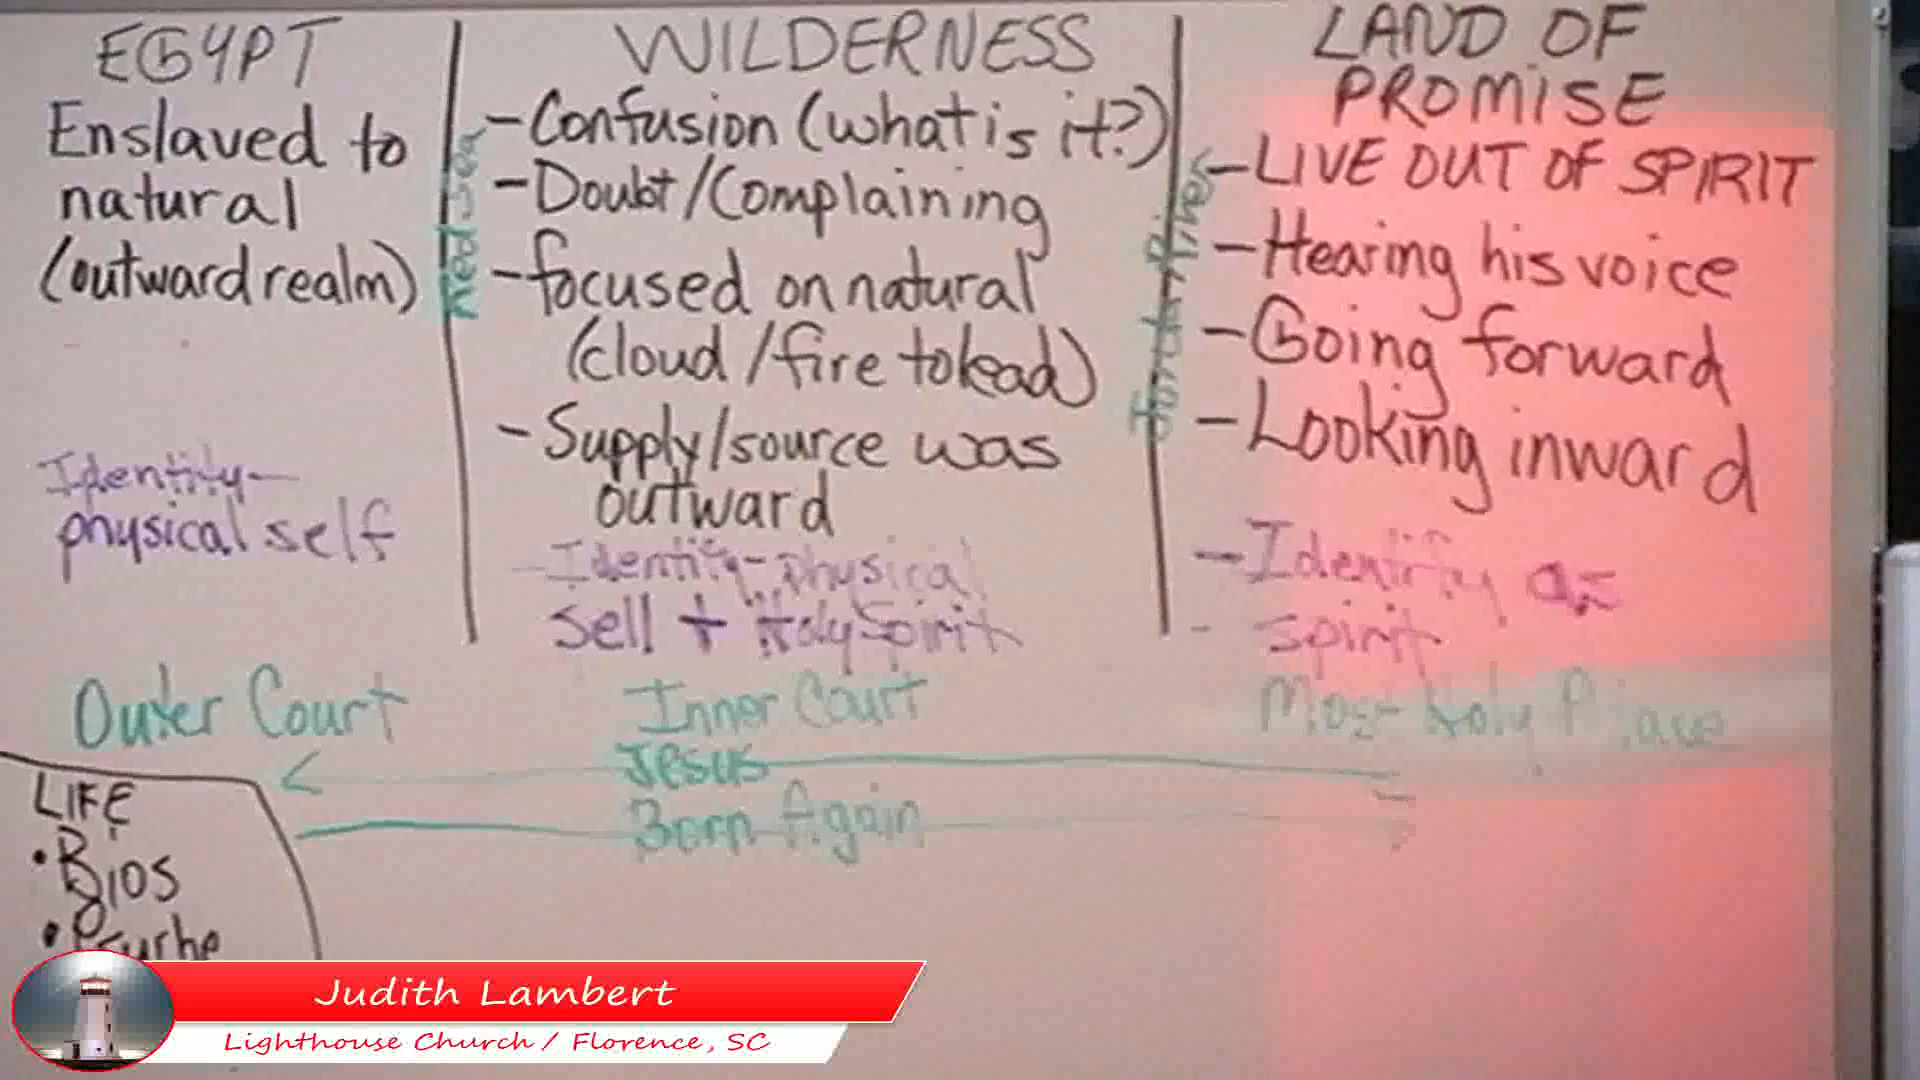 EGYPT
Enslaved to
natural
(outward realm)
Identity-
physical self
Red Sea
WILDERNESS
-Confusion (what is it?)
-Doubt/Complaining
-focused on natural
(cloud/fire to lead)
-Supply/source was
outward
-Identity-physical
self + Holy Spirit
Jordan River
LAND OF
PROMISE
-LIVE OUT OF SPIRIT
-Hearing his voice
-Going forward
-Looking inward
-Identify as
spirit
Outer Court
Inner Court
Most Holy Place
Jesus
Born Again
LIFE
•Bios
Judith Lambert
Lighthouse Church / Florence, SC